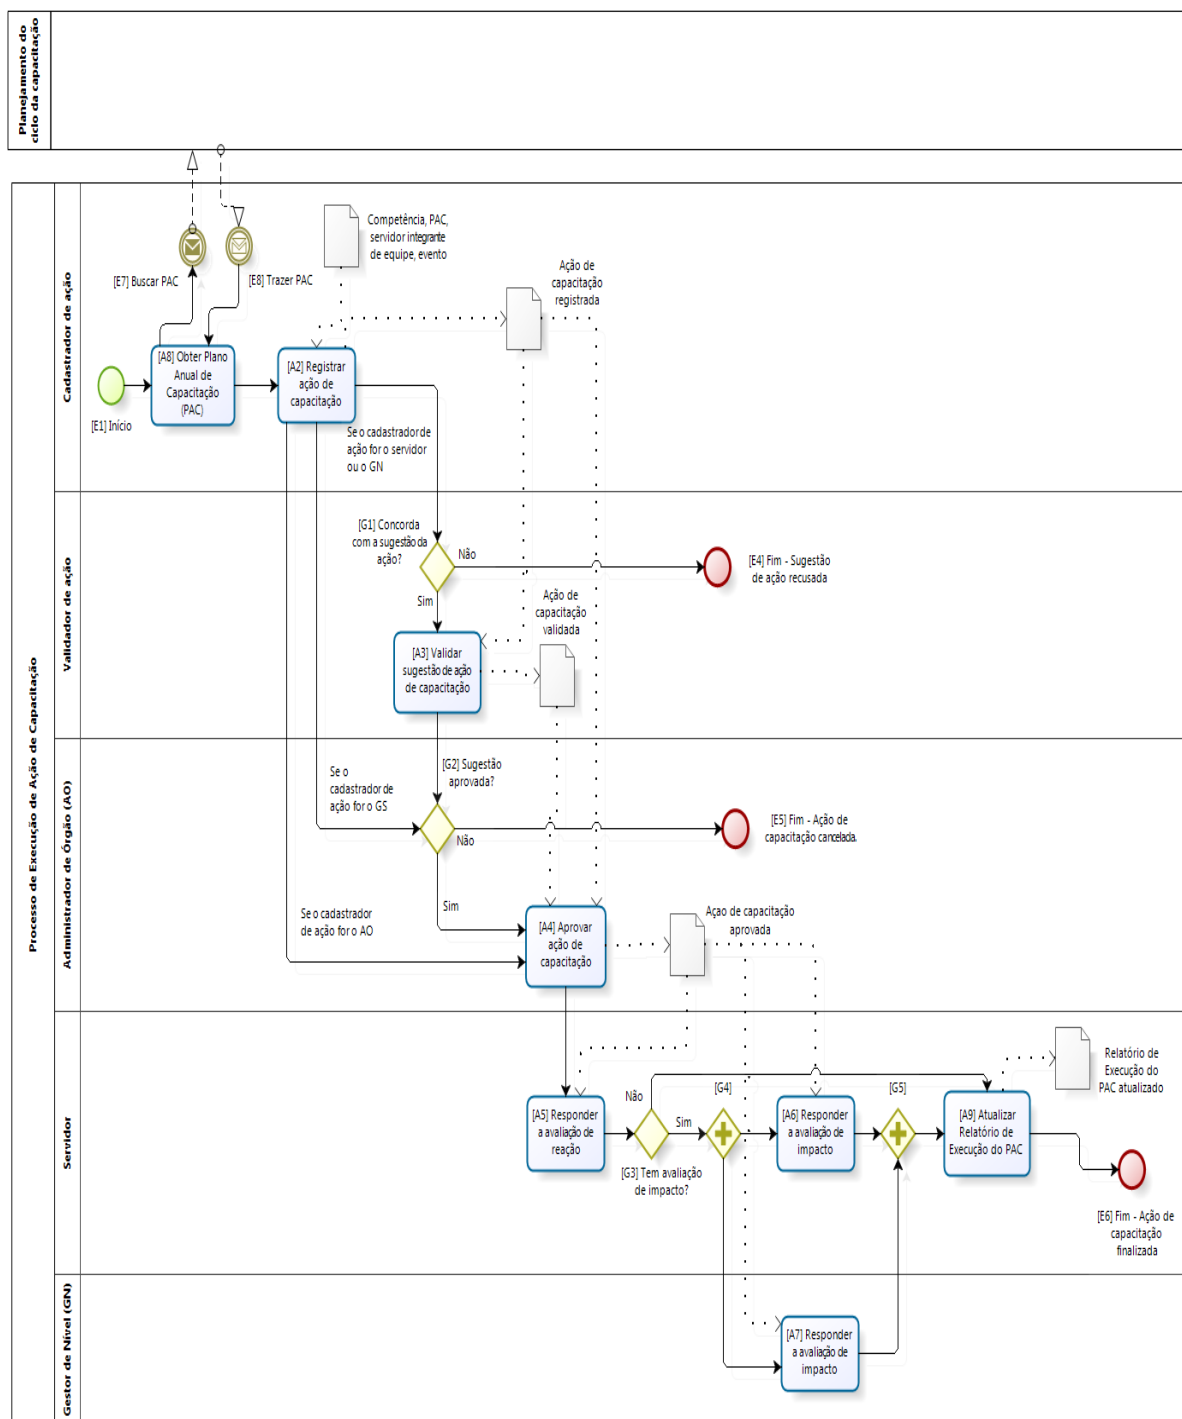 Planejamento do
ciclo da capacitação
Processo de Execução de Ação de Capacitação
Cadastrador de ação
[E7] Buscar PAC
[E8] Trazer PAC
Competência, PAC,
servidor integrante
de equipe, evento
Ação de
capacitação
registrada
[E1] Início
[A8] Obter Plano
Anual de
Capacitação
(PAC)
[A2] Registrar
ação de
capacitação
Se o cadastrador de
ação for o servidor
ou o GN
Validador de ação
[G1] Concorda
com a sugestão da
ação?
Não
Sim
[E4] Fim - Sugestão
de ação recusada
Ação de
capacitação
validada
[A3] Validar
sugestão de ação
de capacitação
Administrador de Órgão (AO)
[G2] Sugestão
aprovada?
Se o
cadastrador de
ação for o GS
Não
Sim
[E5] Fim - Ação de
capacitação cancelada.
Se o cadastrador
de ação for o AO
[A4] Aprovar
ação de
capacitação
Açao de capacitação
aprovada
Servidor
[A5] Responder
a avaliação de
reação
Não
Sim
[G3] Tem avaliação
de impacto?
[G4]
[A6] Responder
a avaliação de
impacto
[G5]
[A9] Atualizar
Relatório de
Execução do PAC
Relatório de
Execução do
PAC atualizado
[E6] Fim - Ação de
capacitação
finalizada
Gestor de Nível (GN)
[A7] Responder
a avaliação de
impacto